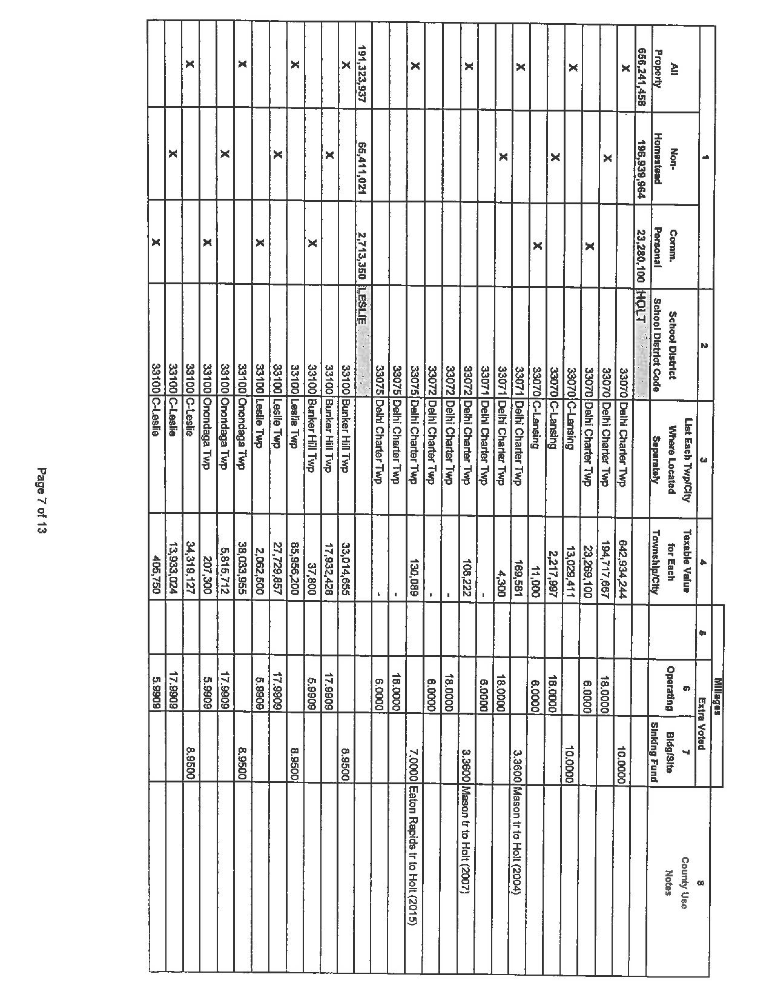 Millages
1 2 3 4 5 Extra Voted 8
6 7
All Non- Comm. School District List Each Twp/City Taxable Value Operating Bldg/Site County Use
Property Homestead Personal School District Code Where Located for Each Sinking Fund Notes
Separately Township/City
656,241,458 196,939,964 23,280,100 HOLT
X 33070 Delhi Charter Twp 642,934,244 10.0000
X 33070 Delhi Charter Twp 194,717,667 18.0000
X 33070 Delhi Charter Twp 23,269,100 6.0000
X 33070 C-Lansing 13,029,411 10.0000
X 33070 C-Lansing 2,217,997 18.0000
X 33070 C-Lansing 11,000 6.0000
X 33071 Delhi Charter Twp 169,581 3.3600 Mason tr to Holt (2004)
X 33071 Delhi Charter Twp 4,300 18.0000
33071 Delhi Charter Twp - 6.0000
X 33072 Delhi Charter Twp 108,222 3.3600 Mason tr to Holt (2007)
33072 Delhi Charter Twp - 18.0000
33072 Delhi Charter Twp - 6.0000
X 33075 Delhi Charter Twp 130,089 7.0000 Eaton Rapids tr to Holt (2015)
33075 Delhi Charter Twp - 18.0000
33075 Delhi Charter Twp - 6.0000
191,323,937 65,411,021 2,713,350 LESLIE
X 33100 Bunker Hill Twp 33,014,655 8.9500
X 33100 Bunker Hill Twp 17,932,428 17.9909
X 33100 Bunker Hill Twp 37,800 5.9909
X 33100 Leslie Twp 85,956,200 8.9500
X 33100 Leslie Twp 27,729,857 17.9909
X 33100 Leslie Twp 2,062,500 5.9909
X 33100 Onondaga Twp 38,033,955 8.9500
X 33100 Onondaga Twp 5,815,712 17.9909
X 33100 Onondaga Twp 207,300 5.9909
X 33100 C-Leslie 34,319,127 8.9500
X 33100 C-Leslie 13,933,024 17.9909
X 33100 C-Leslie 405,750 5.9909
Page 7 of 13